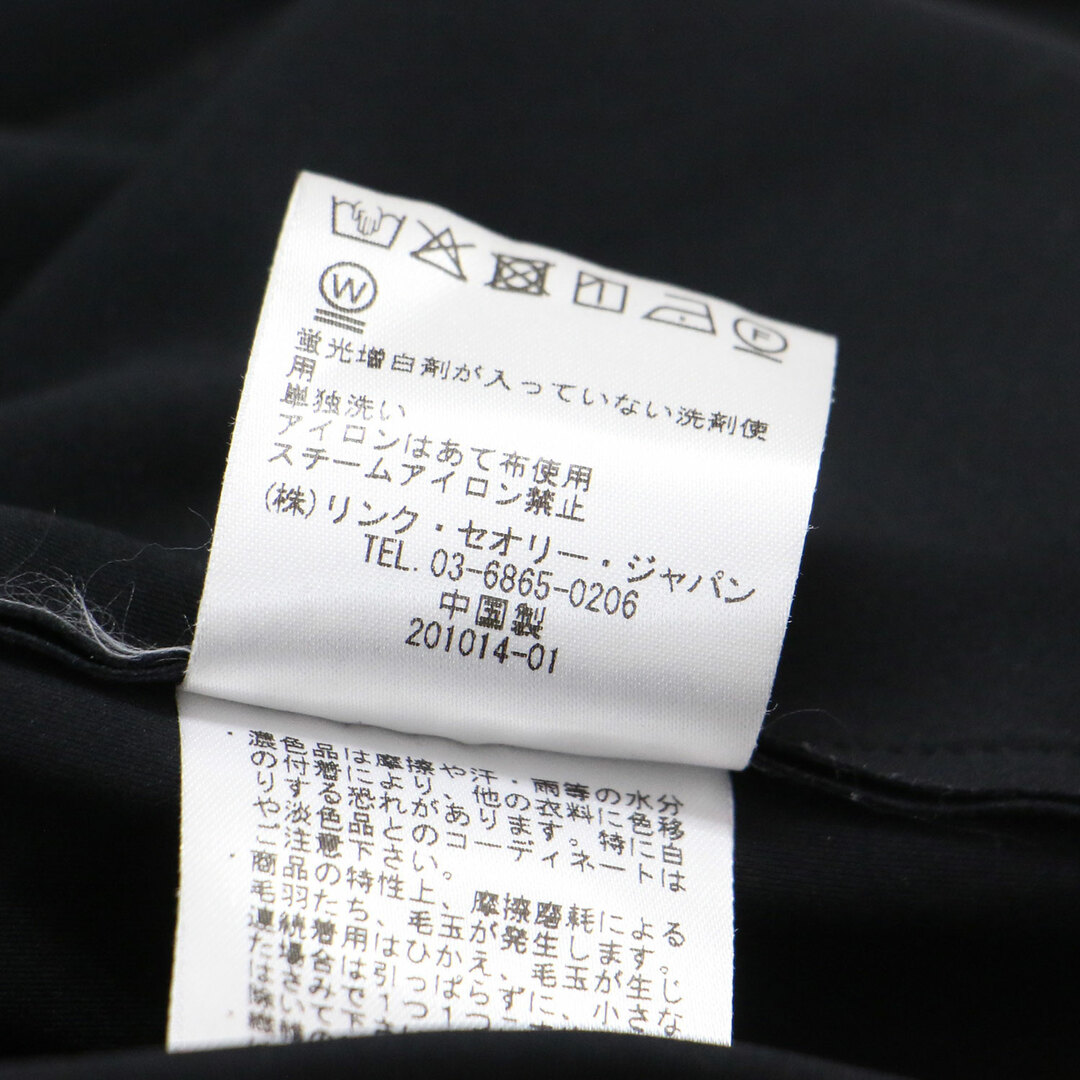 W
F
蛍光増白剤が入っていない洗剤使
用
単独洗い
アイロンはあて布使用
スチームアイロン禁止
(株)リンク・セオリー・ジャパン
TEL. 03-6865-0206
中国製
201014-01
・濃色品は摩擦や汗・雨等の水分
の付着により、他の衣料に色移
りする恐れがあります。特に白
や淡色品とのコーディネートは
ご注意下さい。
商品の特性上、摩擦磨耗による
毛羽たち、毛玉が発生します。
連続着用はひかえ、毛玉が生じ
た場合は引っぱらずに、小さな